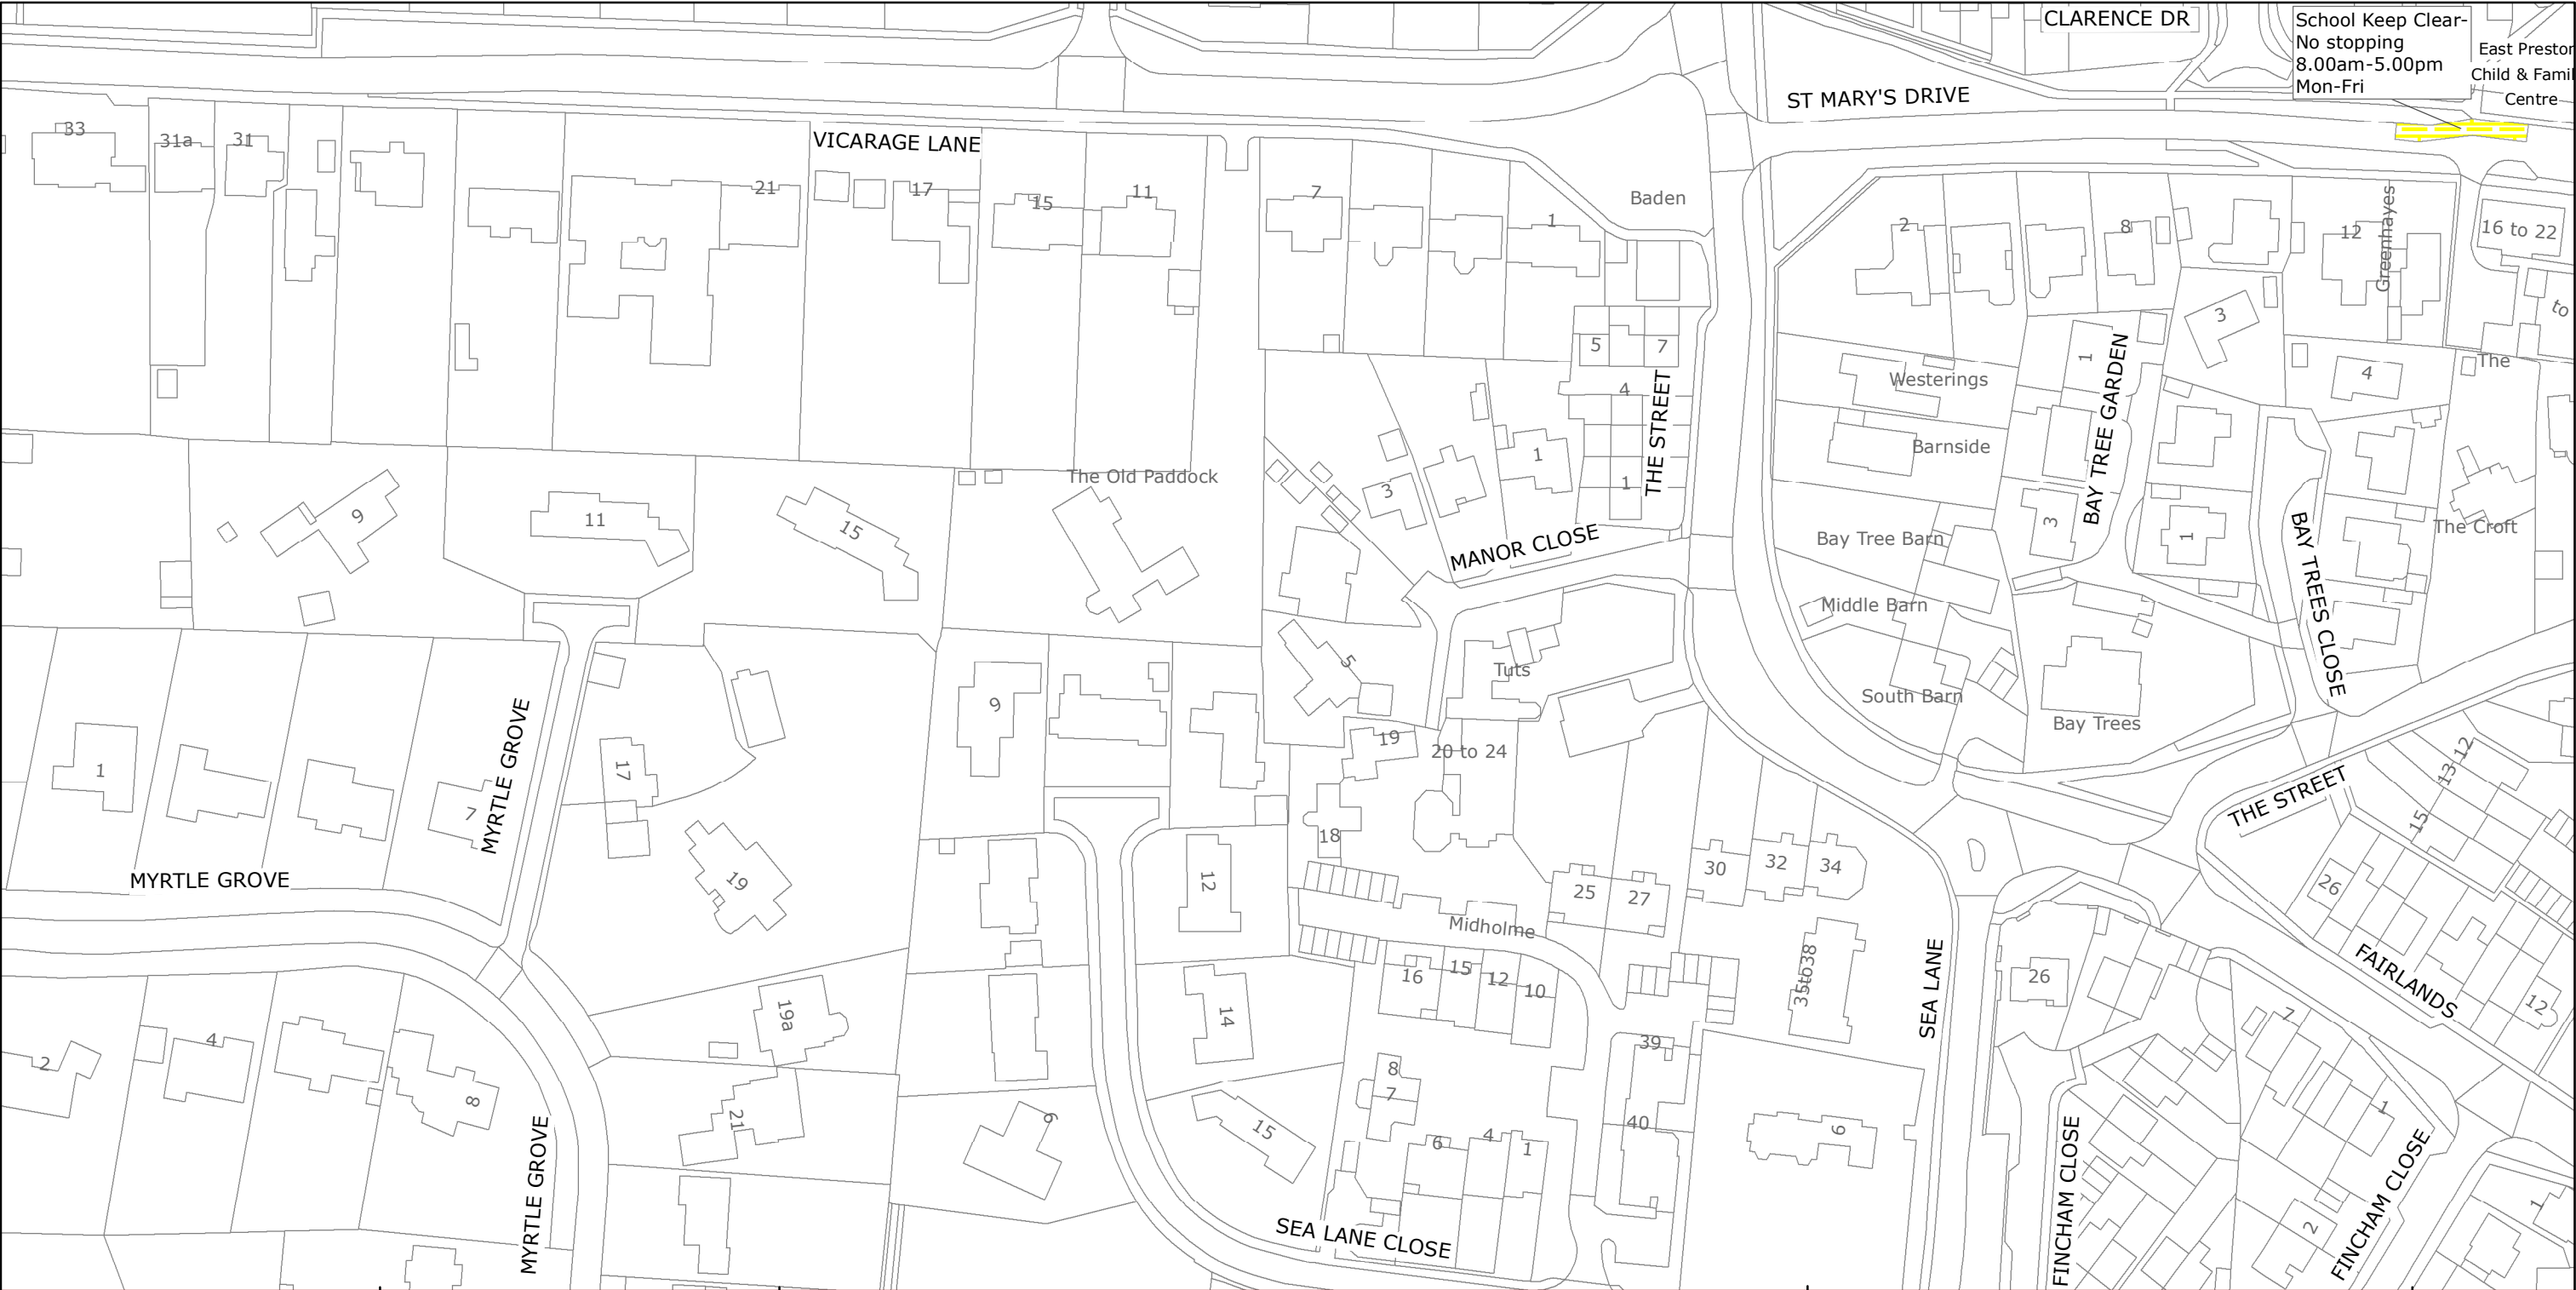 CLARENCE DR
School Keep Clear-
No stopping
8.00am-5.00pm
Mon-Fri
East Preston
Child & Famil
Centre
ST MARY'S DRIVE
VICARAGE LANE
33
31a
31
21
17
15
11
7
1
Baden
2
8
12
Greenhayes
16 to 22
to
5
7
4
1
THE STREET
Westerings
Barnside
1
3
BAY TREE GARDEN
3
4
The
The Croft
1
BAY TREES CLOSE
Bay Tree Barn
Middle Barn
South Barn
Bay Trees
The Old Paddock
9
11
15
3
1
MANOR CLOSE
5
Tuts
19
20 to 24
18
9
12
14
15
6
1
7
MYRTLE GROVE
MYRTLE GROVE
17
19
19a
21
2
4
8
MYRTLE GROVE
25
27
30
32
34
Midholme
16
15
12
10
35to38
39
40
8
7
6
4
1
6
SEA LANE CLOSE
SEA LANE
THE STREET
12
13
15
26
FAIRLANDS
12
26
7
1
2
1
FINCHAM CLOSE
FINCHAM CLOSE